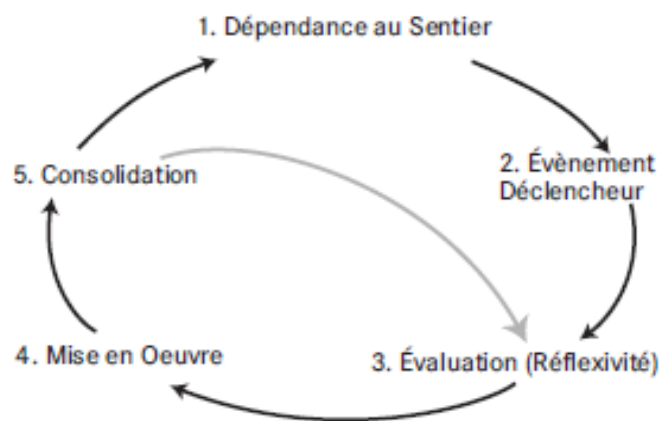 1. Dépendance au Sentier
2. Évènement
Déclencheur
3. Évaluation (Réflexivité)
4. Mise en Oeuvre
5. Consolidation